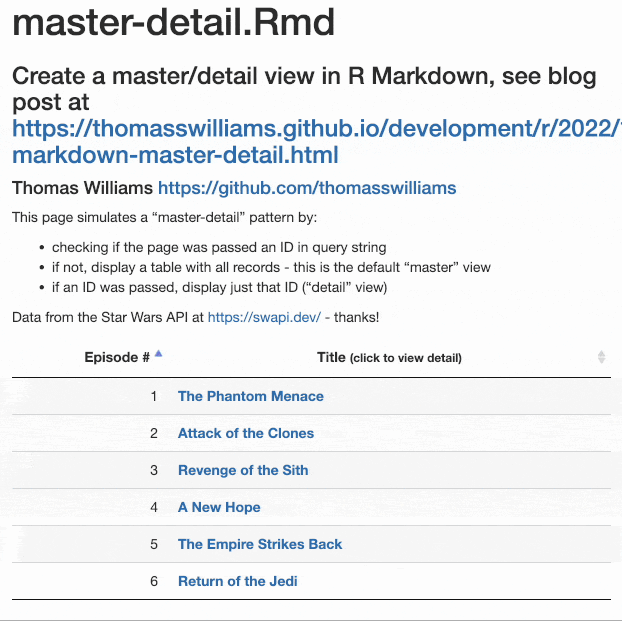 master-detail.Rmd
Create a master/detail view in R Markdown, see blog
post at
https://thomasswilliams.github.io/development/r/2022/
markdown-master-detail.html
Thomas Williams https://github.com/thomasswilliams
This page simulates a “master-detail” pattern by:
• checking if the page was passed an ID in query string
• if not, display a table with all records - this is the default “master” view
• if an ID was passed, display just that ID (“detail” view)
Data from the Star Wars API at https://swapi.dev/ - thanks!
Episode # Title (click to view detail)
1 The Phantom Menace
2 Attack of the Clones
3 Revenge of the Sith
4 A New Hope
5 The Empire Strikes Back
6 Return of the Jedi